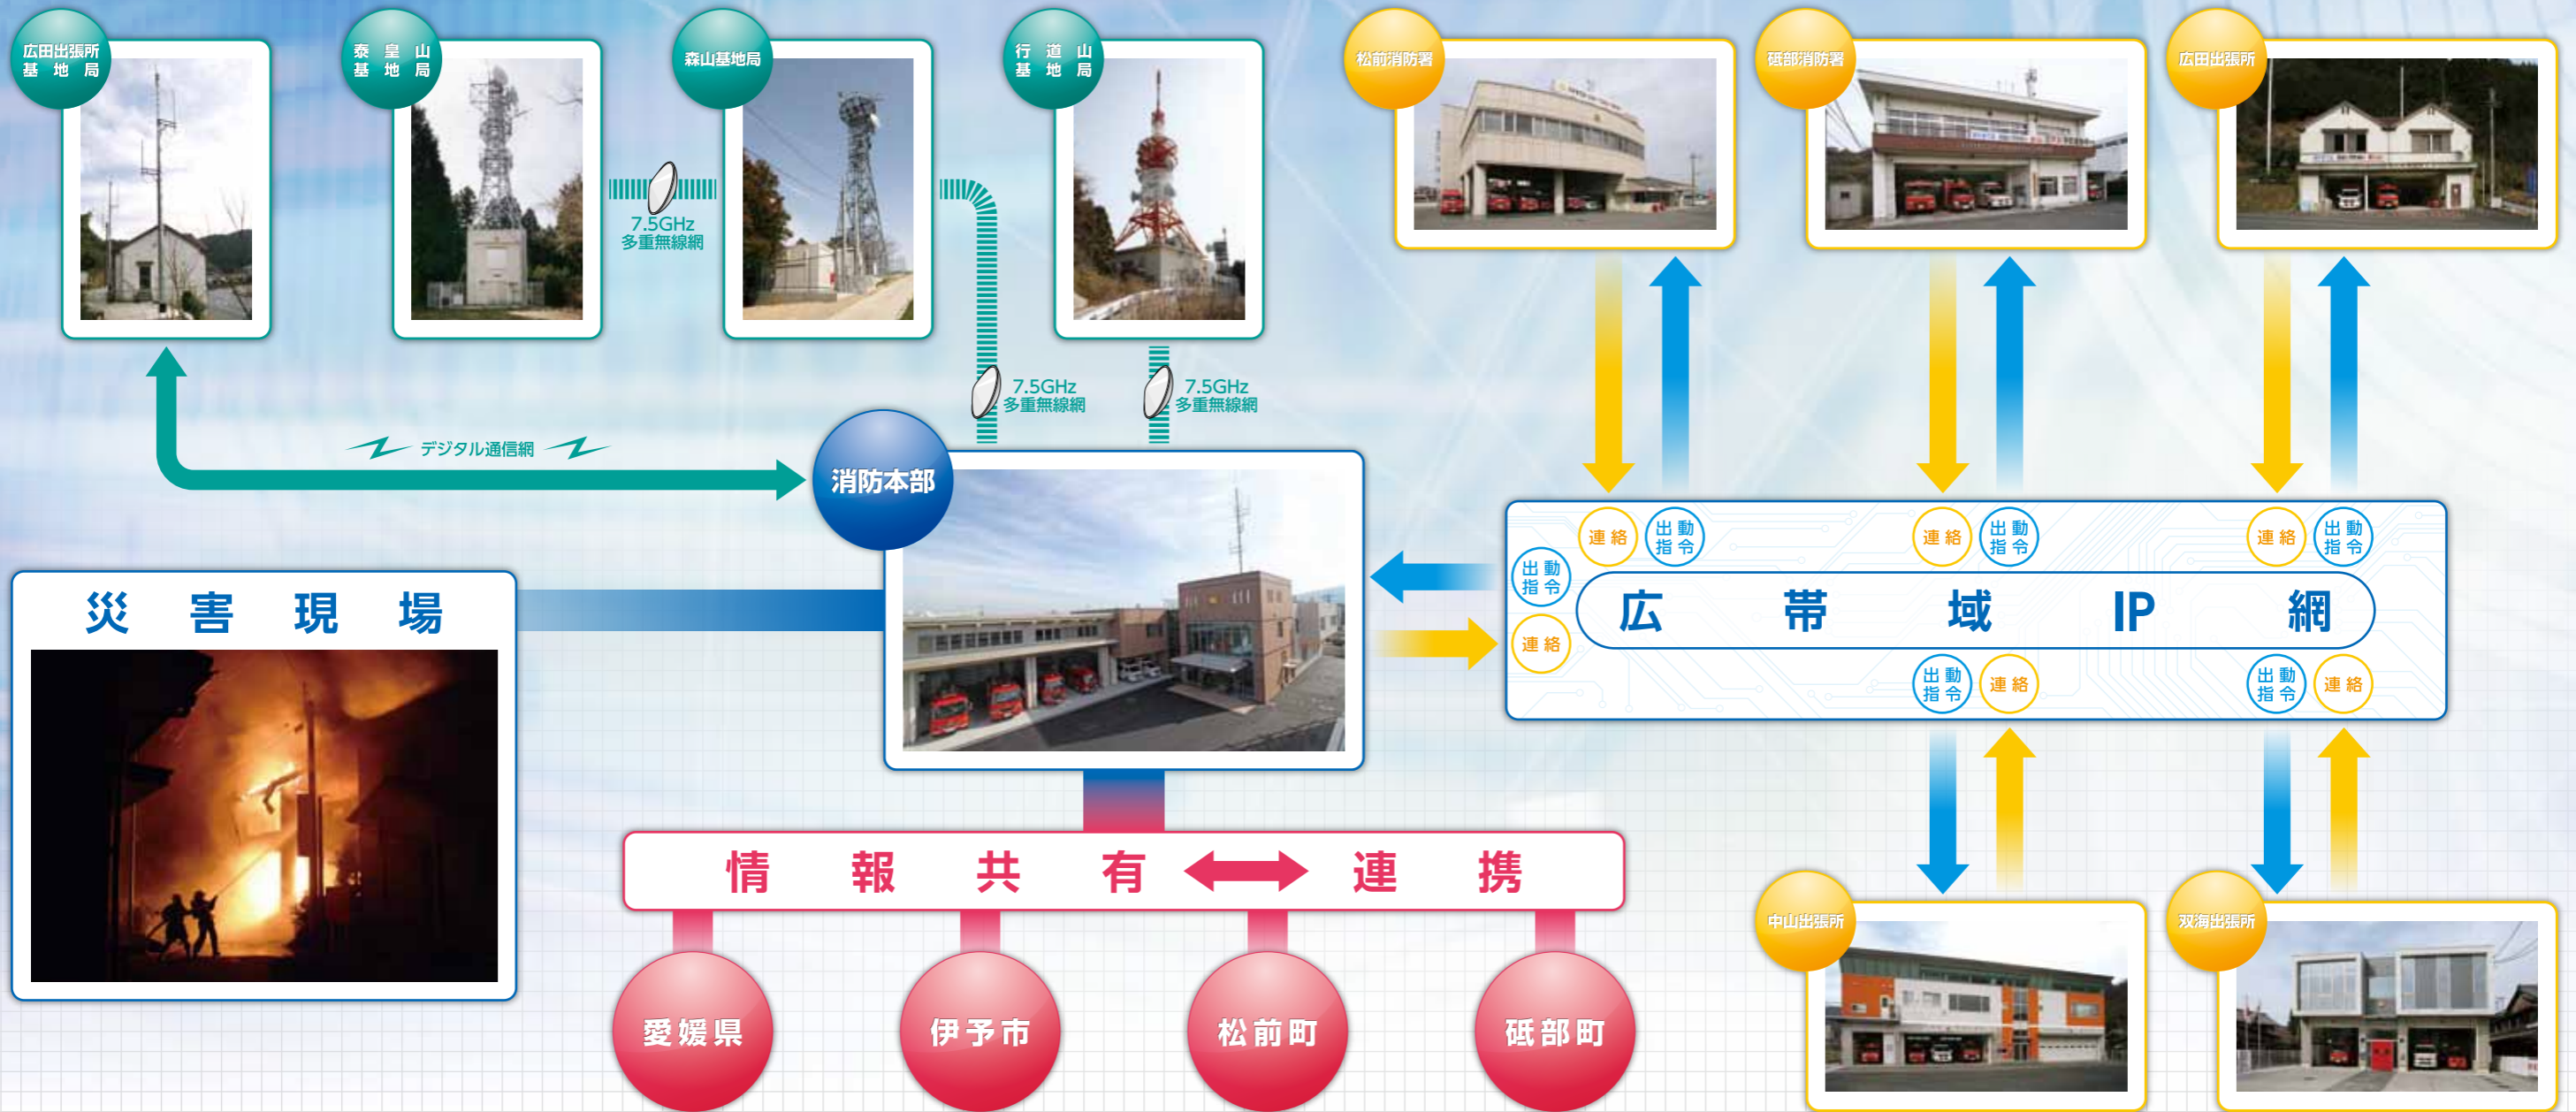 広田出張所
基地局
泰皇山
基地局
森山基地局
行道山
基地局
松前消防署
砥部消防署
広田出張所
7.5GHz
多重無線網
7.5GHz
多重無線網
7.5GHz
多重無線網
デジタル通信網
消防本部
連絡
出動
指令
連絡
出動
指令
連絡
出動
指令
出動
指令
連絡
広帯域IP網
出動
指令
連絡
出動
指令
連絡
災害現場
情報共有
連携
中山出張所
双海出張所
愛媛県
伊予市
松前町
砥部町